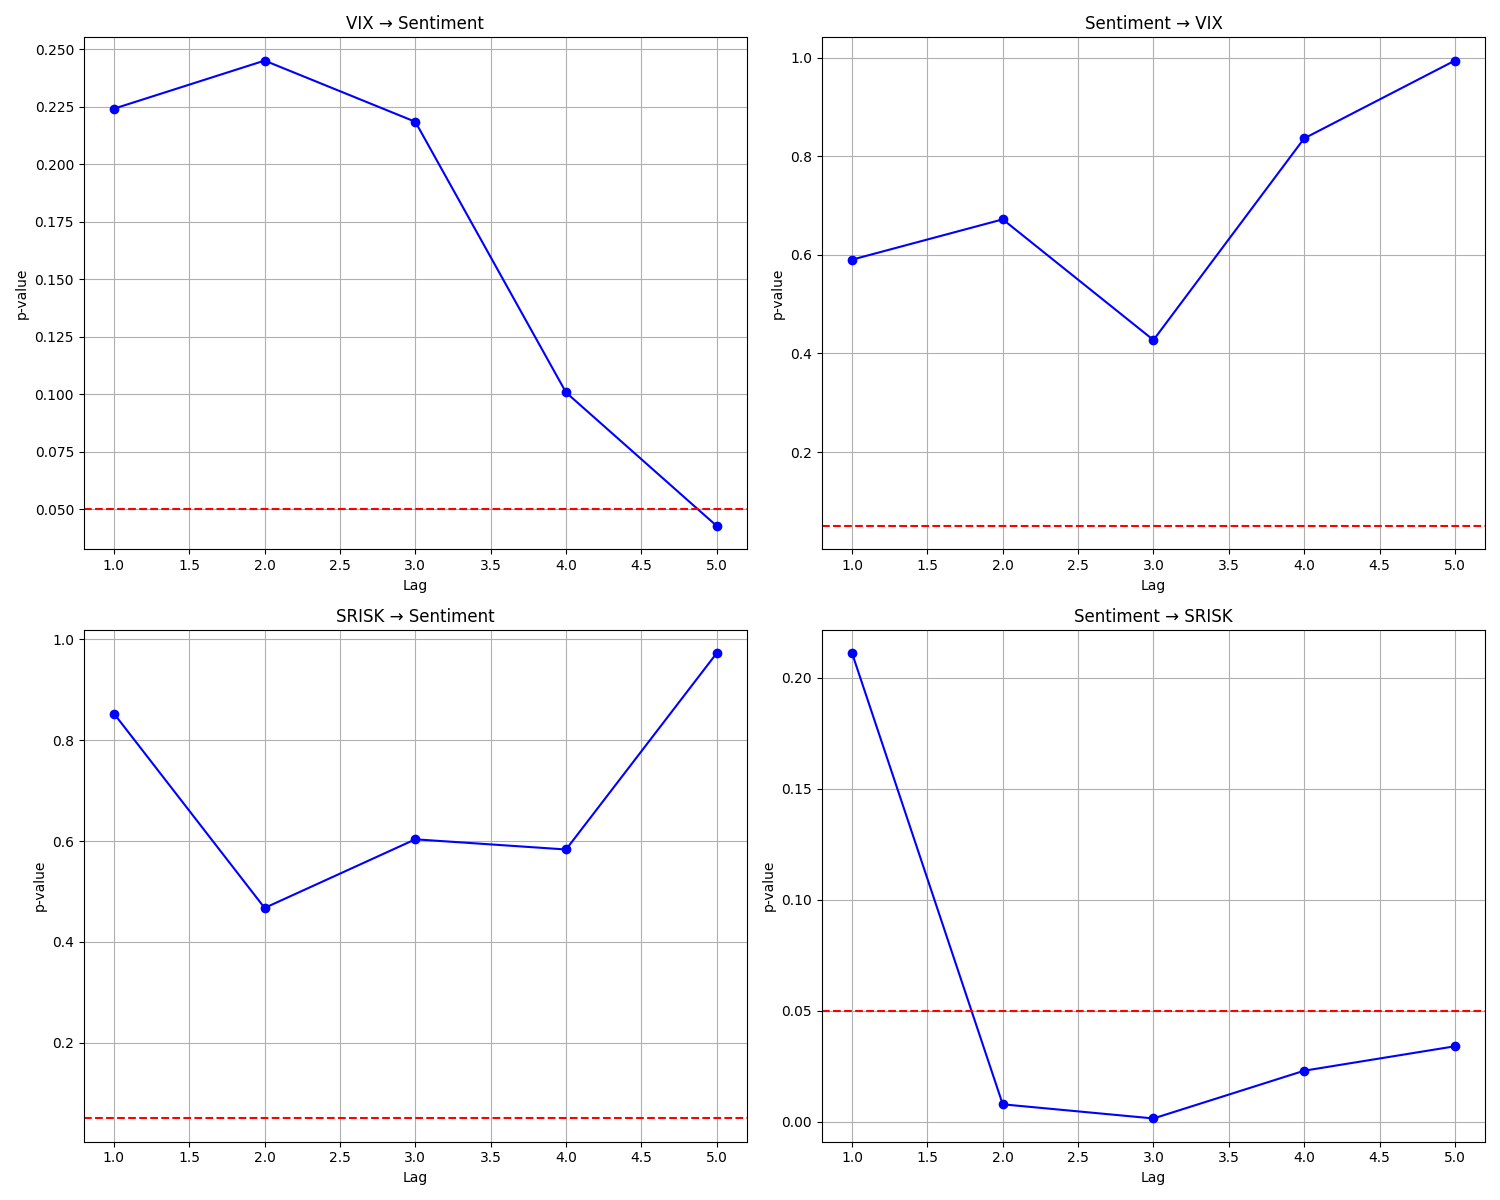 VIX → Sentiment
0.250
0.225
0.200
0.175
0.150
0.125
0.100
0.075
0.050
p-value
1.0 1.5 2.0 2.5 3.0 3.5 4.0 4.5 5.0
Lag
Sentiment → VIX
1.0
0.8
0.6
0.4
0.2
p-value
1.0 1.5 2.0 2.5 3.0 3.5 4.0 4.5 5.0
Lag
SRISK → Sentiment
1.0
0.8
0.6
0.4
0.2
p-value
1.0 1.5 2.0 2.5 3.0 3.5 4.0 4.5 5.0
Lag
Sentiment → SRISK
0.20
0.15
0.10
0.05
0.00
p-value
1.0 1.5 2.0 2.5 3.0 3.5 4.0 4.5 5.0
Lag